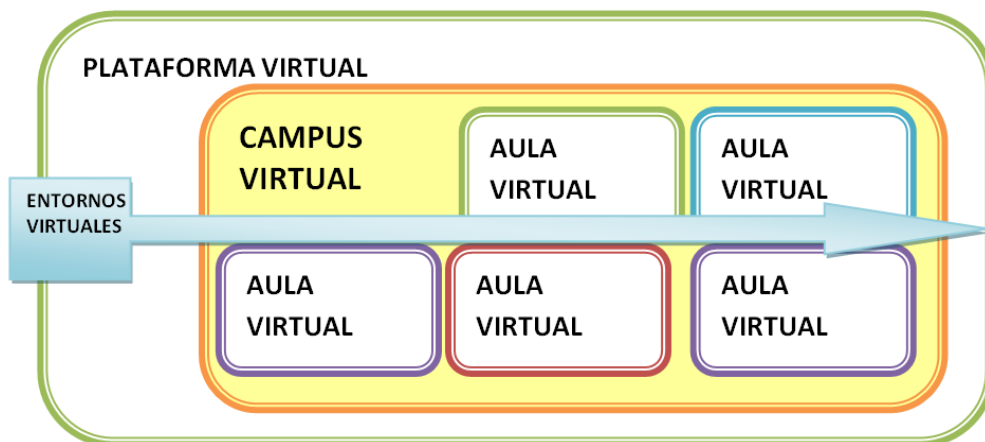 PLATAFORMA VIRTUAL
CAMPUS
VIRTUAL
AULA
VIRTUAL
AULA
VIRTUAL
ENTORNOS
VIRTUALES
AULA
VIRTUAL
AULA
VIRTUAL
AULA
VIRTUAL